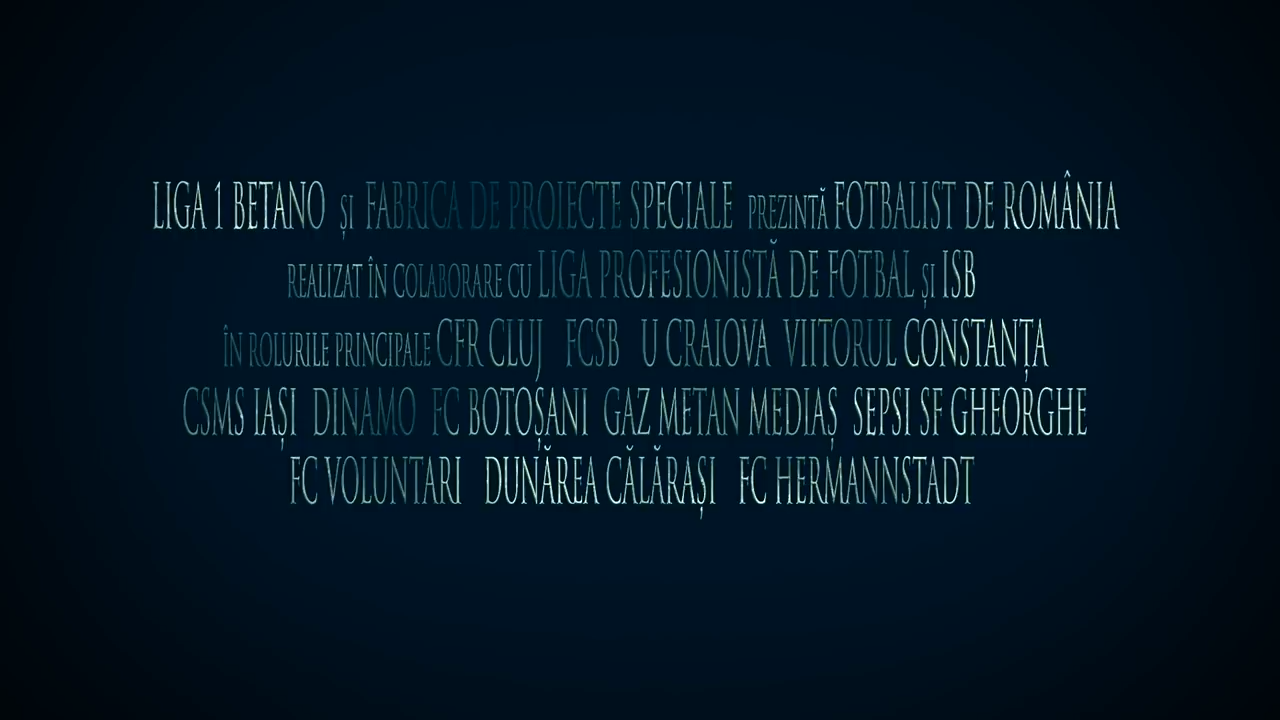 LIGA 1 BETANO ȘI FABRICA DE PROIECTE SPECIALE PREZINTĂ FOTBALIST DE ROMÂNIA
REALIZAT ÎN COLABORARE CU LIGA PROFESIONISTĂ DE FOTBAL ȘI ISB
ÎN ROLURILE PRINCIPALE CFR CLUJ FCSB U CRAIOVA VIITORUL CONSTANȚA
CSMS IAȘI DINAMO FC BOTOȘANI GAZ METAN MEDIAȘ SEPSI SF GHEORGHE
FC VOLUNTARI DUNĂREA CĂLĂRAȘI FC HERMANNSTADT